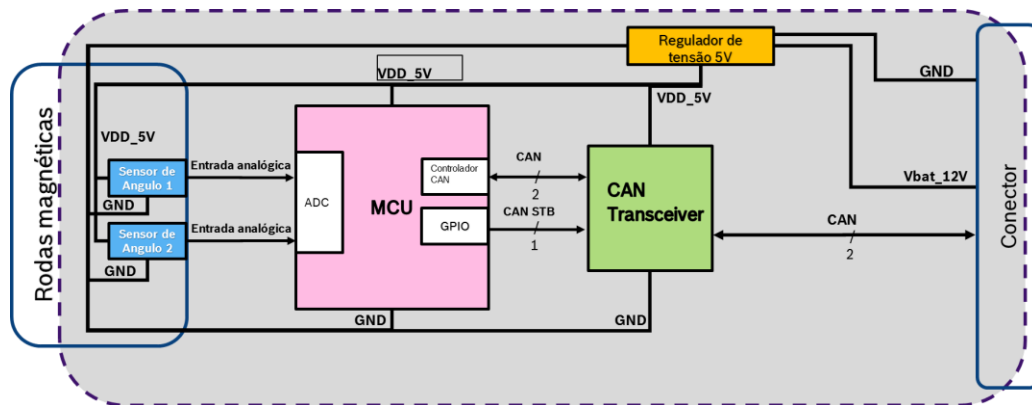 Regulador de
tensão 5V
GND
VDD_5V
VDD_5V
Rodas magnéticas
VDD_5V
Sensor de
Angulo 1
Entrada analógica
GND
Sensor de
Angulo 2
Entrada analógica
GND
ADC
MCU
Controlador
CAN
GPIO
CAN
2
CAN STB
1
CAN
Transceiver
Vbat_12V
CAN
2
Conector
GND
GND